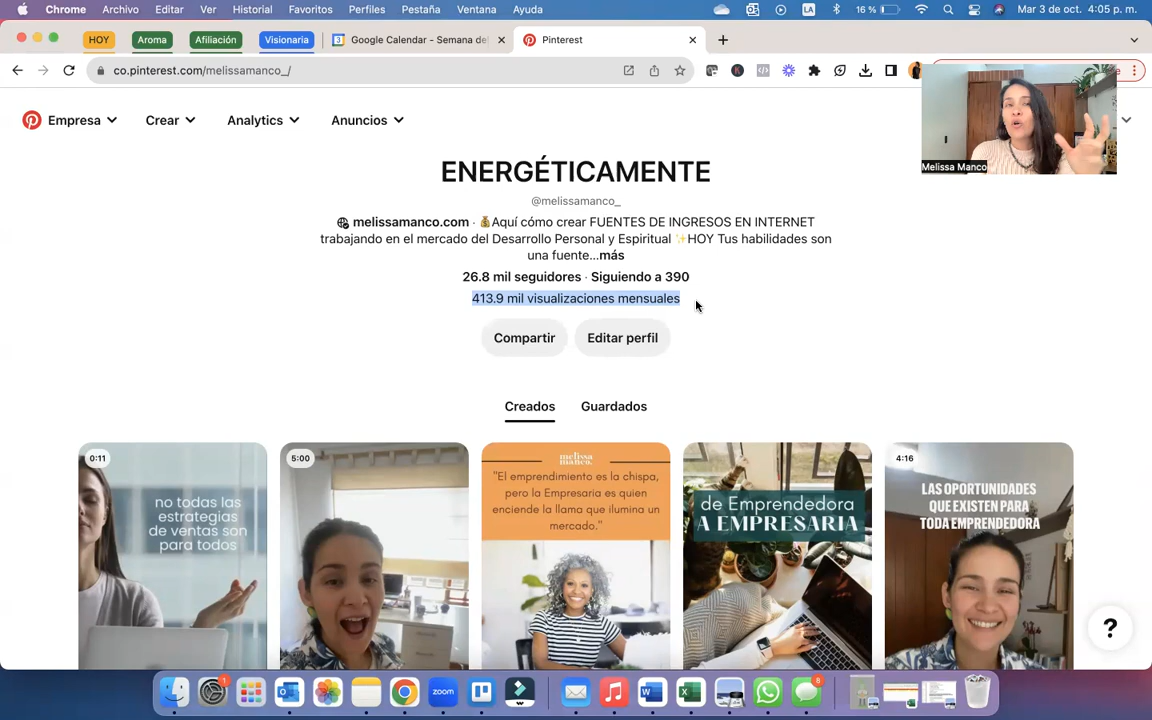 Chrome Archivo Editar Ver Historial Favoritos Perfiles Pestaña Ventana Ayuda LA 16 % Mar 3 de oct. 4:05 p. m.
HOY Aroma Afiliación Visionaria Google Calendar - Semana de Pinterest
co.pinterest.com/melissamanco_/
Melissa Manco
Empresa Crear Analytics Anuncios
ENERGÉTICAMENTE
@melissamanco_
melissamanco.com · 💰Aquí cómo crear FUENTES DE INGRESOS EN INTERNET
trabajando en el mercado del Desarrollo Personal y Espiritual ✨HOY Tus habilidades son
una fuente...más
26.8 mil seguidores · Siguiendo a 390
413.9 mil visualizaciones mensuales
Compartir Editar perfil
Creados Guardados
0:11
no todas las
estrategias
de ventas son
para todos
5:00
melissa
manco.
"El emprendimiento es la chispa,
pero la Empresaria es quien
enciende la llama que ilumina un
mercado."
de Emprendedora
A EMPRESARIA
4:16
LAS OPORTUNIDADES
QUE EXISTEN PARA
TODA EMPRENDEDORA
?
1 zoom W X 8